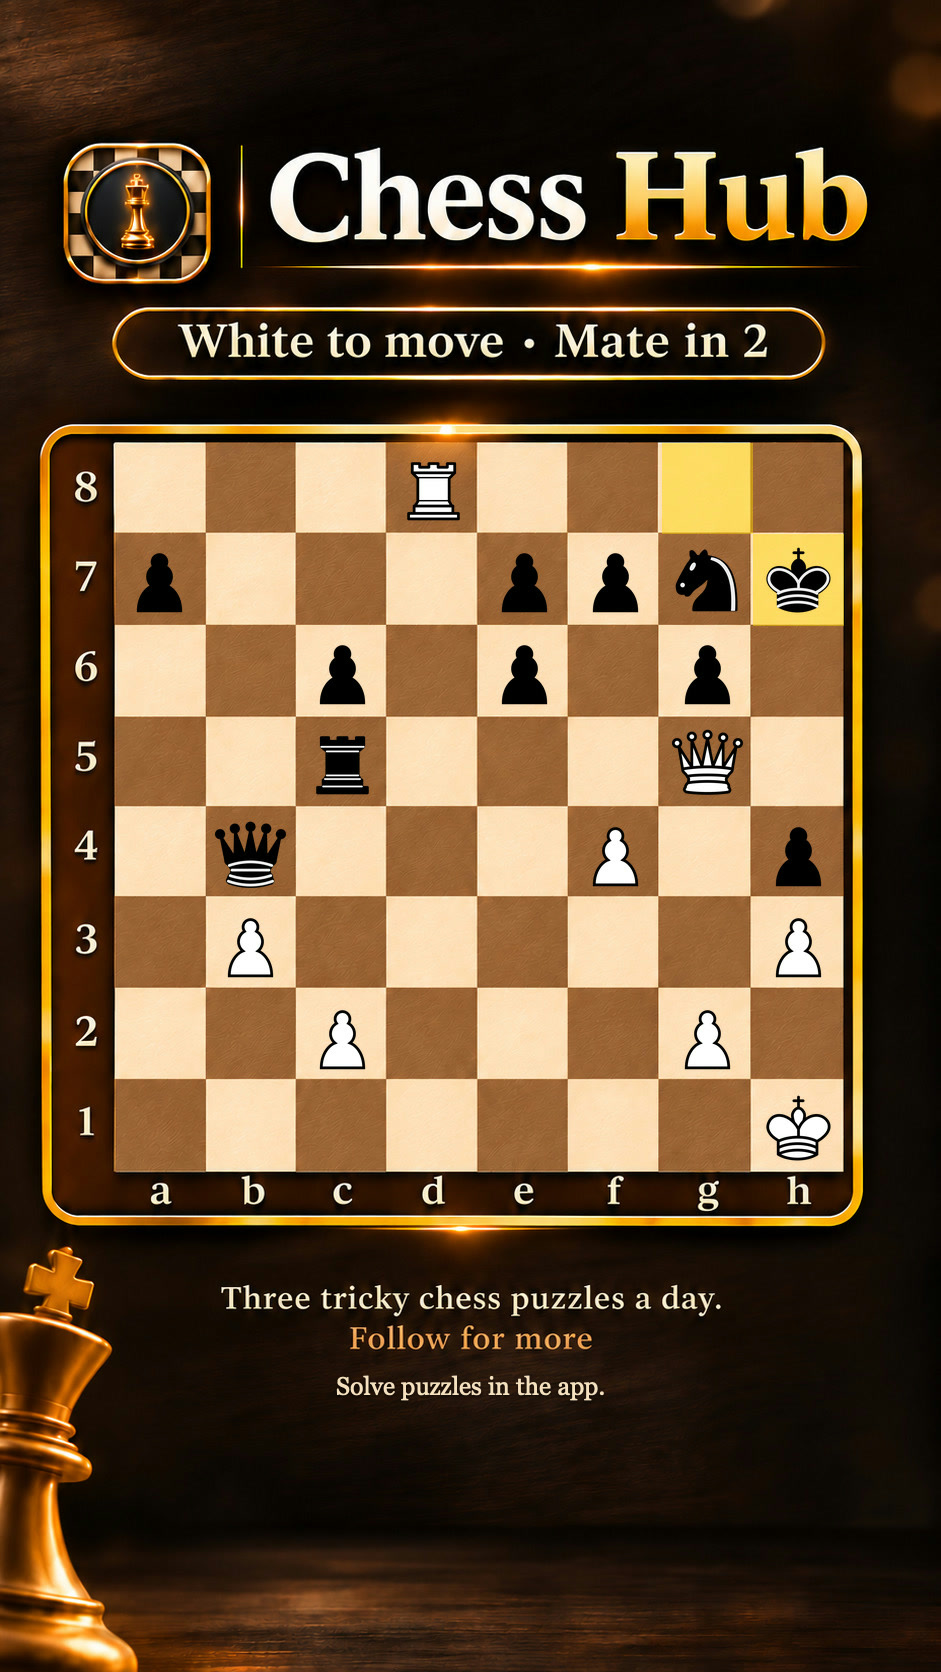 Chess Hub
White to move • Mate in 2
8
7
6
5
4
3
2
1
a b c d e f g h
Three tricky chess puzzles a day.
Follow for more
Solve puzzles in the app.